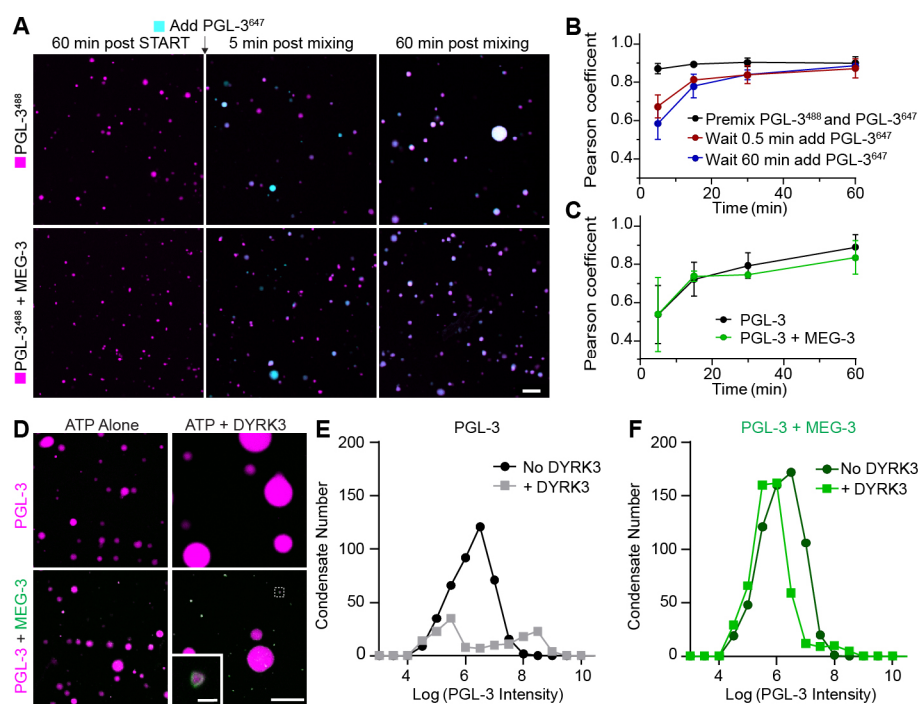 A
Add PGL-3⁶⁴⁷
60 min post START
5 min post mixing
60 min post mixing
PGL-3⁴⁸⁸
PGL-3⁴⁸⁸ + MEG-3
B
Pearson coefficent
1.0
0.8
0.6
0.4
Premix PGL-3⁴⁸⁸ and PGL-3⁶⁴⁷
Wait 0.5 min add PGL-3⁶⁴⁷
Wait 60 min add PGL-3⁶⁴⁷
0 20 40 60
Time (min)
C
Pearson coefficent
1.0
0.8
0.6
0.4
PGL-3
PGL-3 + MEG-3
0 20 40 60
Time (min)
D
ATP Alone
ATP + DYRK3
PGL-3
PGL-3 + MEG-3
E
PGL-3
Condensate Number
200
150
100
50
0
No DYRK3
+ DYRK3
4 6 8 10
Log (PGL-3 Intensity)
F
PGL-3 + MEG-3
Condensate Number
200
150
100
50
0
No DYRK3
+ DYRK3
4 6 8 10
Log (PGL-3 Intensity)